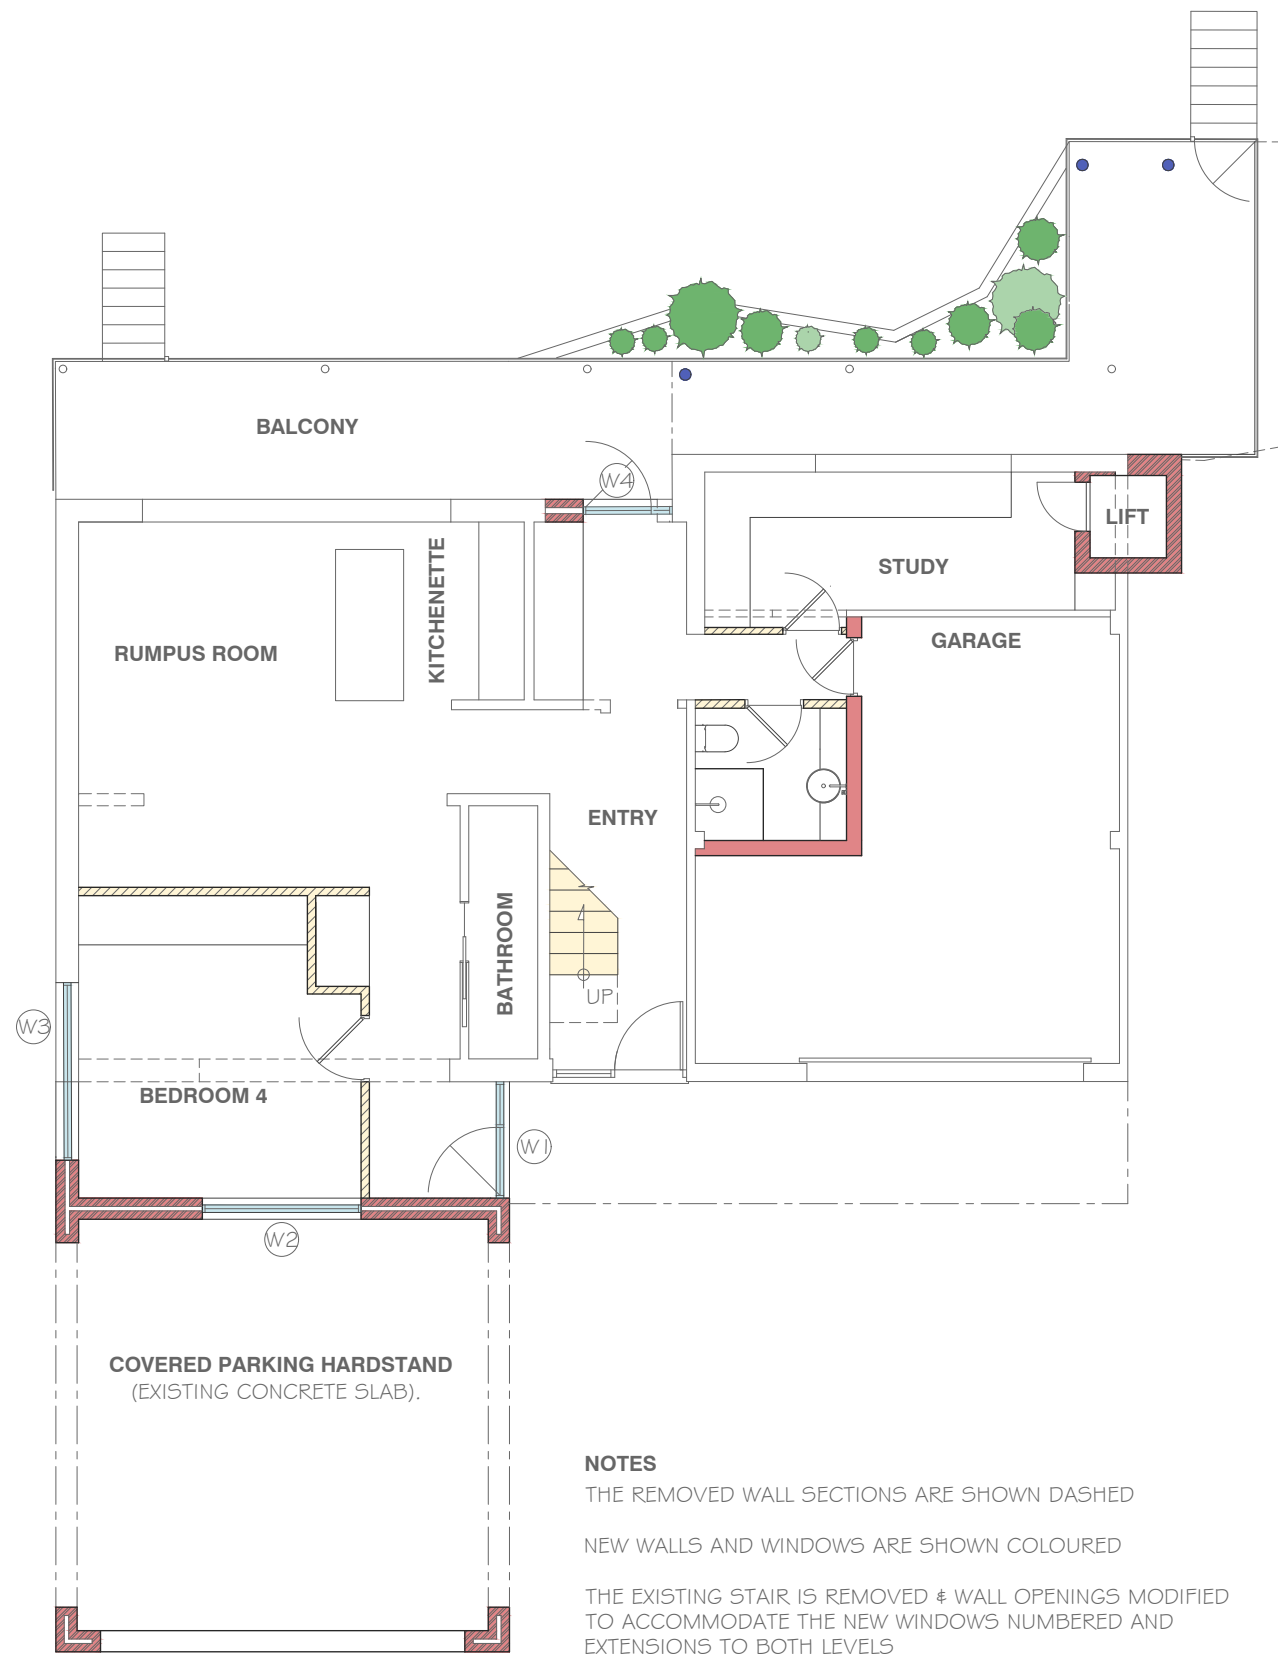 BALCONY
W4
LIFT
STUDY
KITCHENETTE
RUMPUS ROOM
GARAGE
ENTRY
BATHROOM
UP
W3
BEDROOM 4
W1
W2
COVERED PARKING HARDSTAND
(EXISTING CONCRETE SLAB).
NOTES
THE REMOVED WALL SECTIONS ARE SHOWN DASHED
NEW WALLS AND WINDOWS ARE SHOWN COLOURED
THE EXISTING STAIR IS REMOVED & WALL OPENINGS MODIFIED
TO ACCOMMODATE THE NEW WINDOWS NUMBERED AND
EXTENSIONS TO BOTH LEVELS